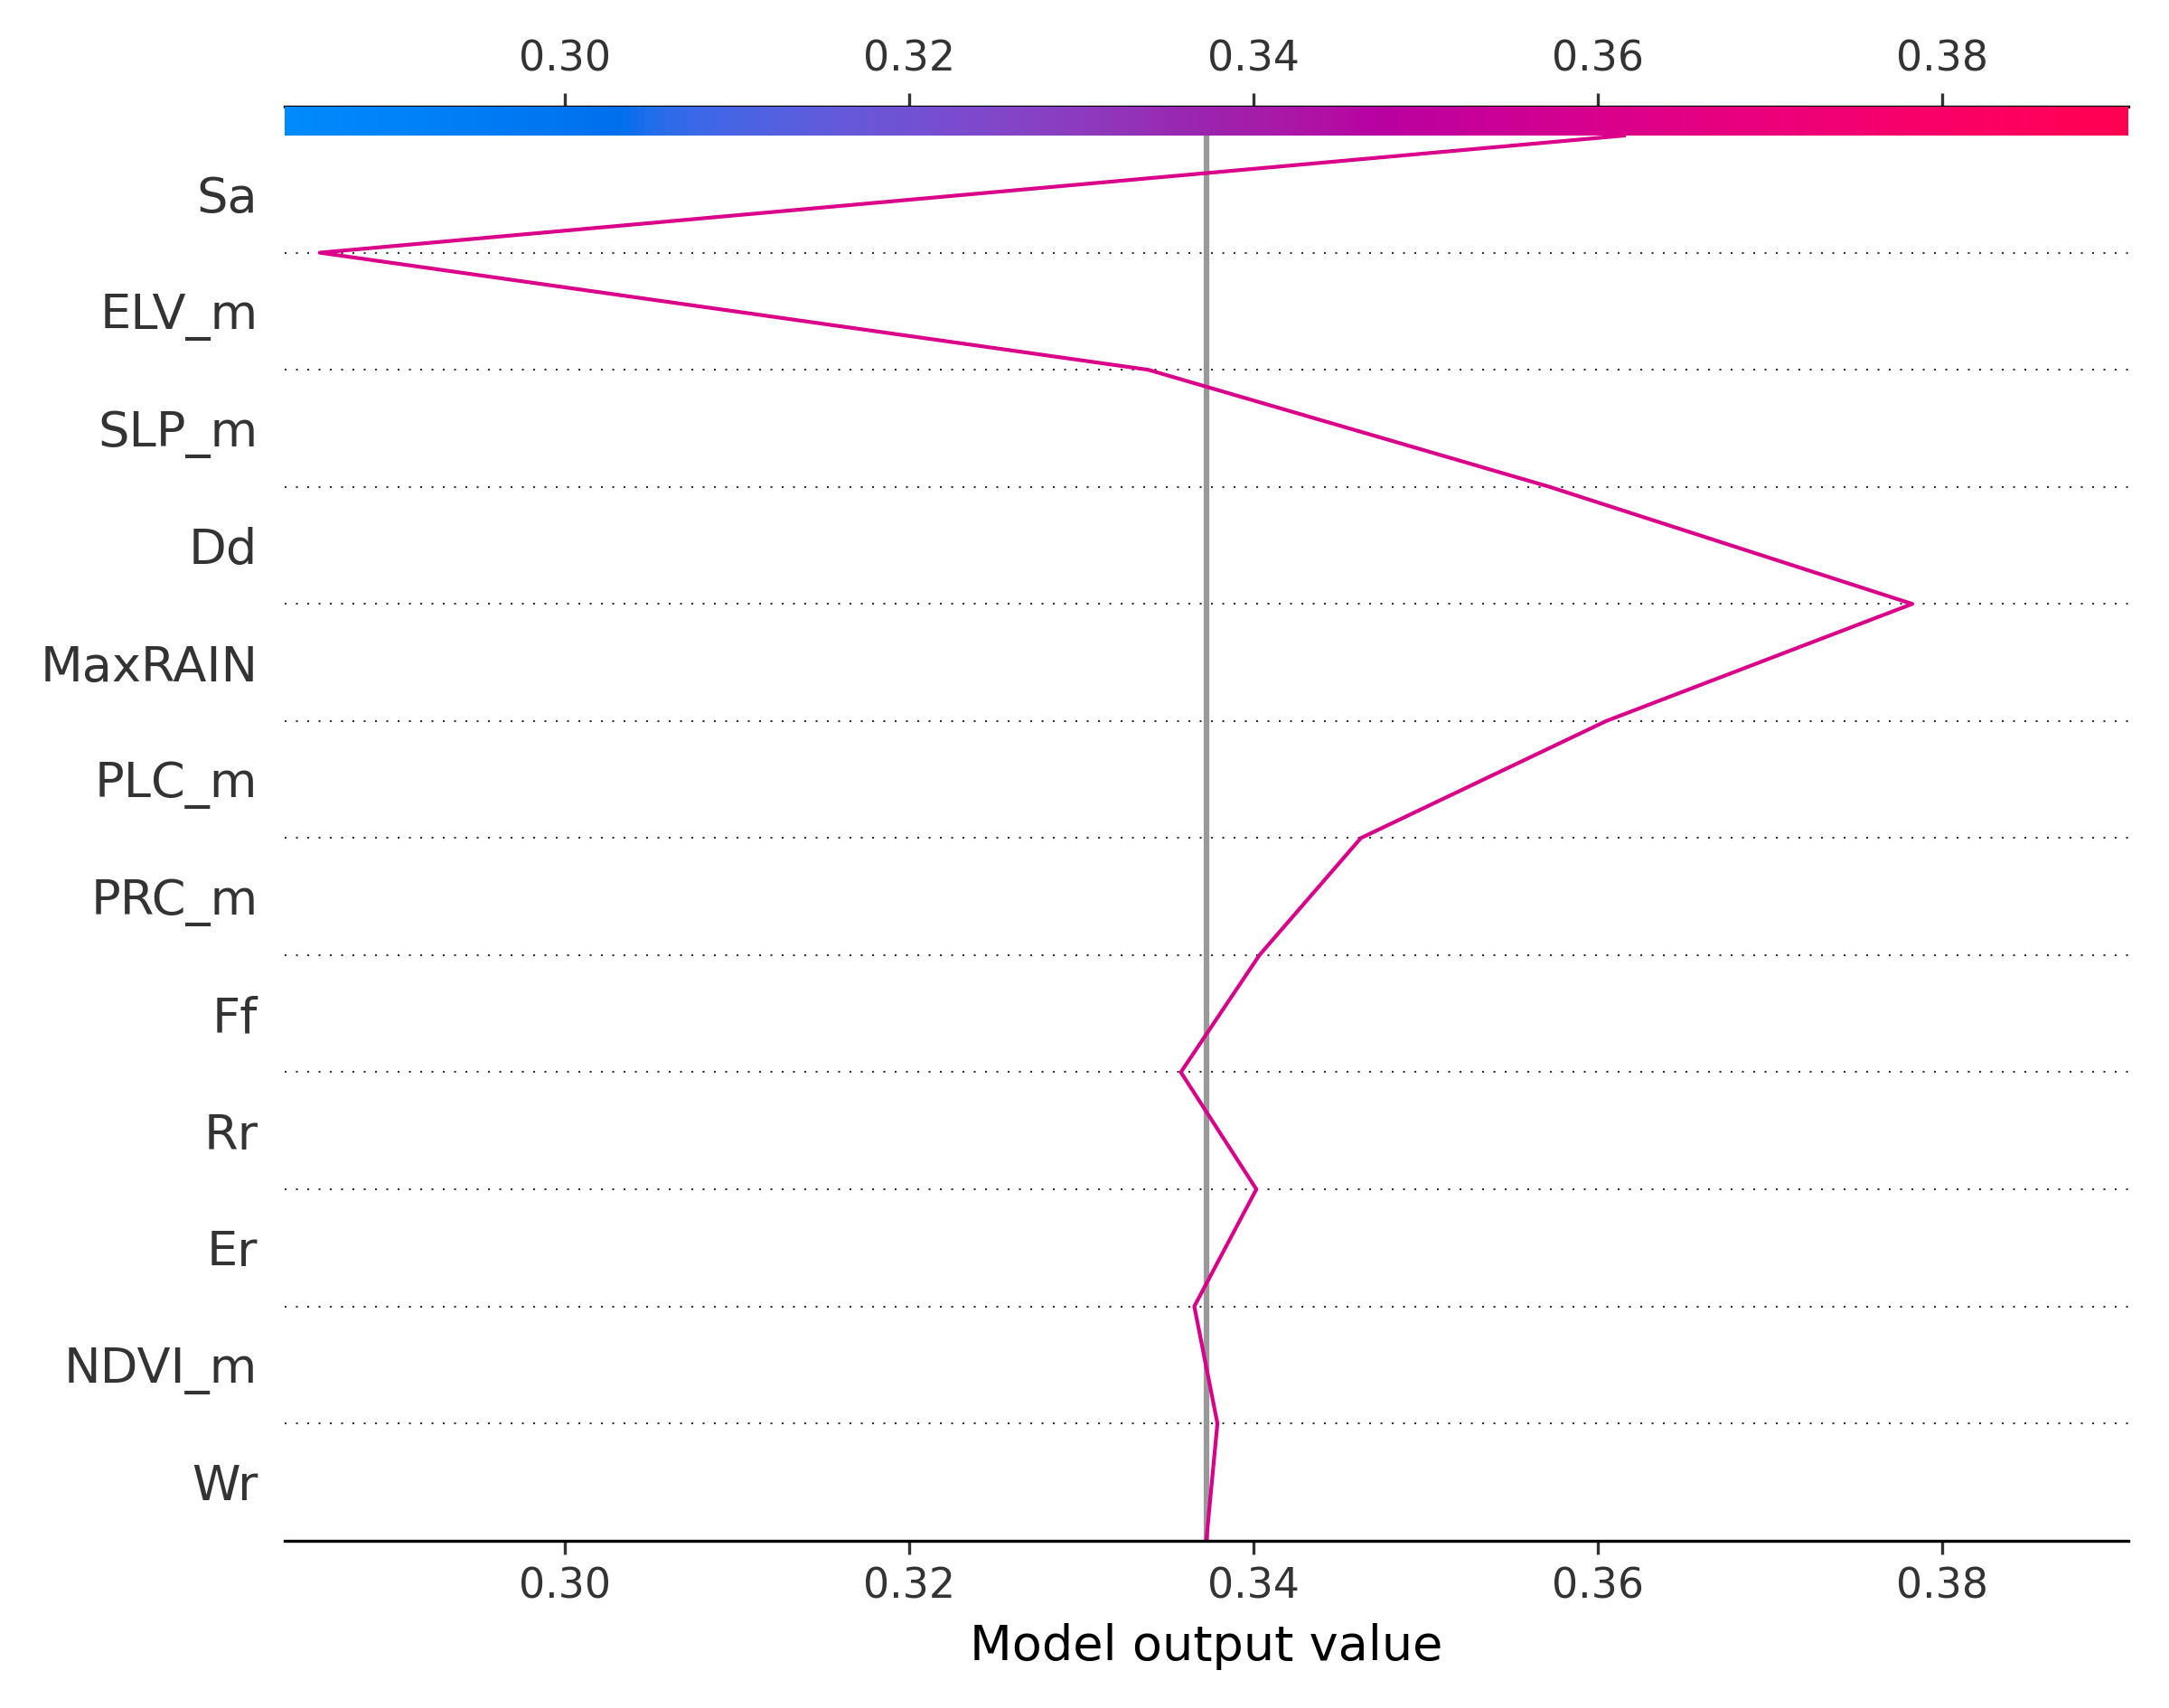 0.30 0.32 0.34 0.36 0.38
Sa
ELV_m
SLP_m
Dd
MaxRAIN
PLC_m
PRC_m
Ff
Rr
Er
NDVI_m
Wr
0.30 0.32 0.34 0.36 0.38
Model output value